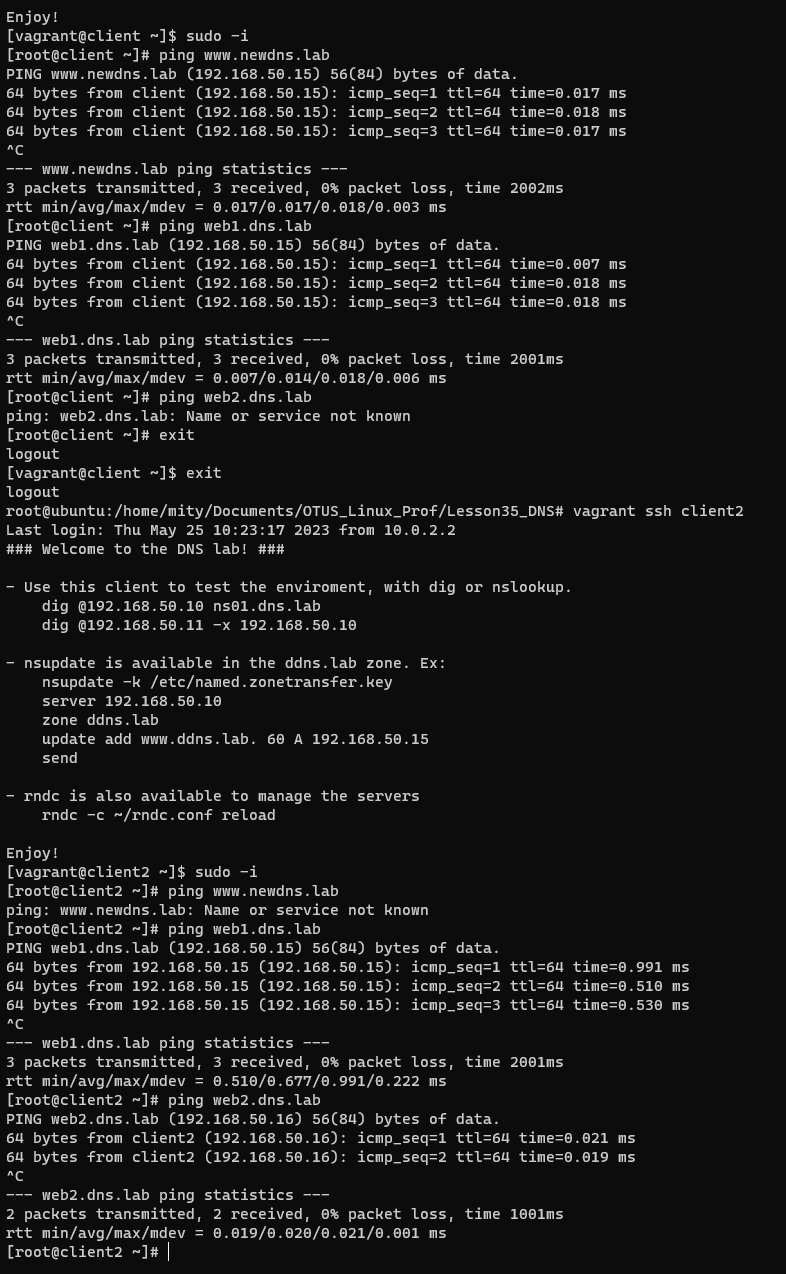 Enjoy!
[vagrant@client ~]$ sudo -i
[root@client ~]# ping www.newdns.lab
PING www.newdns.lab (192.168.50.15) 56(84) bytes of data.
64 bytes from client (192.168.50.15): icmp_seq=1 ttl=64 time=0.017 ms
64 bytes from client (192.168.50.15): icmp_seq=2 ttl=64 time=0.018 ms
64 bytes from client (192.168.50.15): icmp_seq=3 ttl=64 time=0.017 ms
^C
--- www.newdns.lab ping statistics ---
3 packets transmitted, 3 received, 0% packet loss, time 2002ms
rtt min/avg/max/mdev = 0.017/0.017/0.018/0.003 ms
[root@client ~]# ping web1.dns.lab
PING web1.dns.lab (192.168.50.15) 56(84) bytes of data.
64 bytes from client (192.168.50.15): icmp_seq=1 ttl=64 time=0.007 ms
64 bytes from client (192.168.50.15): icmp_seq=2 ttl=64 time=0.018 ms
64 bytes from client (192.168.50.15): icmp_seq=3 ttl=64 time=0.018 ms
^C
--- web1.dns.lab ping statistics ---
3 packets transmitted, 3 received, 0% packet loss, time 2001ms
rtt min/avg/max/mdev = 0.007/0.014/0.018/0.006 ms
[root@client ~]# ping web2.dns.lab
ping: web2.dns.lab: Name or service not known
[root@client ~]# exit
logout
[vagrant@client ~]$ exit
logout
root@ubuntu:/home/mity/Documents/OTUS_Linux_Prof/Lesson35_DNS# vagrant ssh client2
Last login: Thu May 25 10:23:17 2023 from 10.0.2.2
### Welcome to the DNS lab! ###

- Use this client to test the enviroment, with dig or nslookup.
    dig @192.168.50.10 ns01.dns.lab
    dig @192.168.50.11 -x 192.168.50.10

- nsupdate is available in the ddns.lab zone. Ex:
    nsupdate -k /etc/named.zonetransfer.key
    server 192.168.50.10
    zone ddns.lab
    update add www.ddns.lab. 60 A 192.168.50.15
    send

- rndc is also available to manage the servers
    rndc -c ~/rndc.conf reload

Enjoy!
[vagrant@client2 ~]$ sudo -i
[root@client2 ~]# ping www.newdns.lab
ping: www.newdns.lab: Name or service not known
[root@client2 ~]# ping web1.dns.lab
PING web1.dns.lab (192.168.50.15) 56(84) bytes of data.
64 bytes from 192.168.50.15 (192.168.50.15): icmp_seq=1 ttl=64 time=0.991 ms
64 bytes from 192.168.50.15 (192.168.50.15): icmp_seq=2 ttl=64 time=0.510 ms
64 bytes from 192.168.50.15 (192.168.50.15): icmp_seq=3 ttl=64 time=0.530 ms
^C
--- web1.dns.lab ping statistics ---
3 packets transmitted, 3 received, 0% packet loss, time 2001ms
rtt min/avg/max/mdev = 0.510/0.677/0.991/0.222 ms
[root@client2 ~]# ping web2.dns.lab
PING web2.dns.lab (192.168.50.16) 56(84) bytes of data.
64 bytes from client2 (192.168.50.16): icmp_seq=1 ttl=64 time=0.021 ms
64 bytes from client2 (192.168.50.16): icmp_seq=2 ttl=64 time=0.019 ms
^C
--- web2.dns.lab ping statistics ---
2 packets transmitted, 2 received, 0% packet loss, time 1001ms
rtt min/avg/max/mdev = 0.019/0.020/0.021/0.001 ms
[root@client2 ~]#